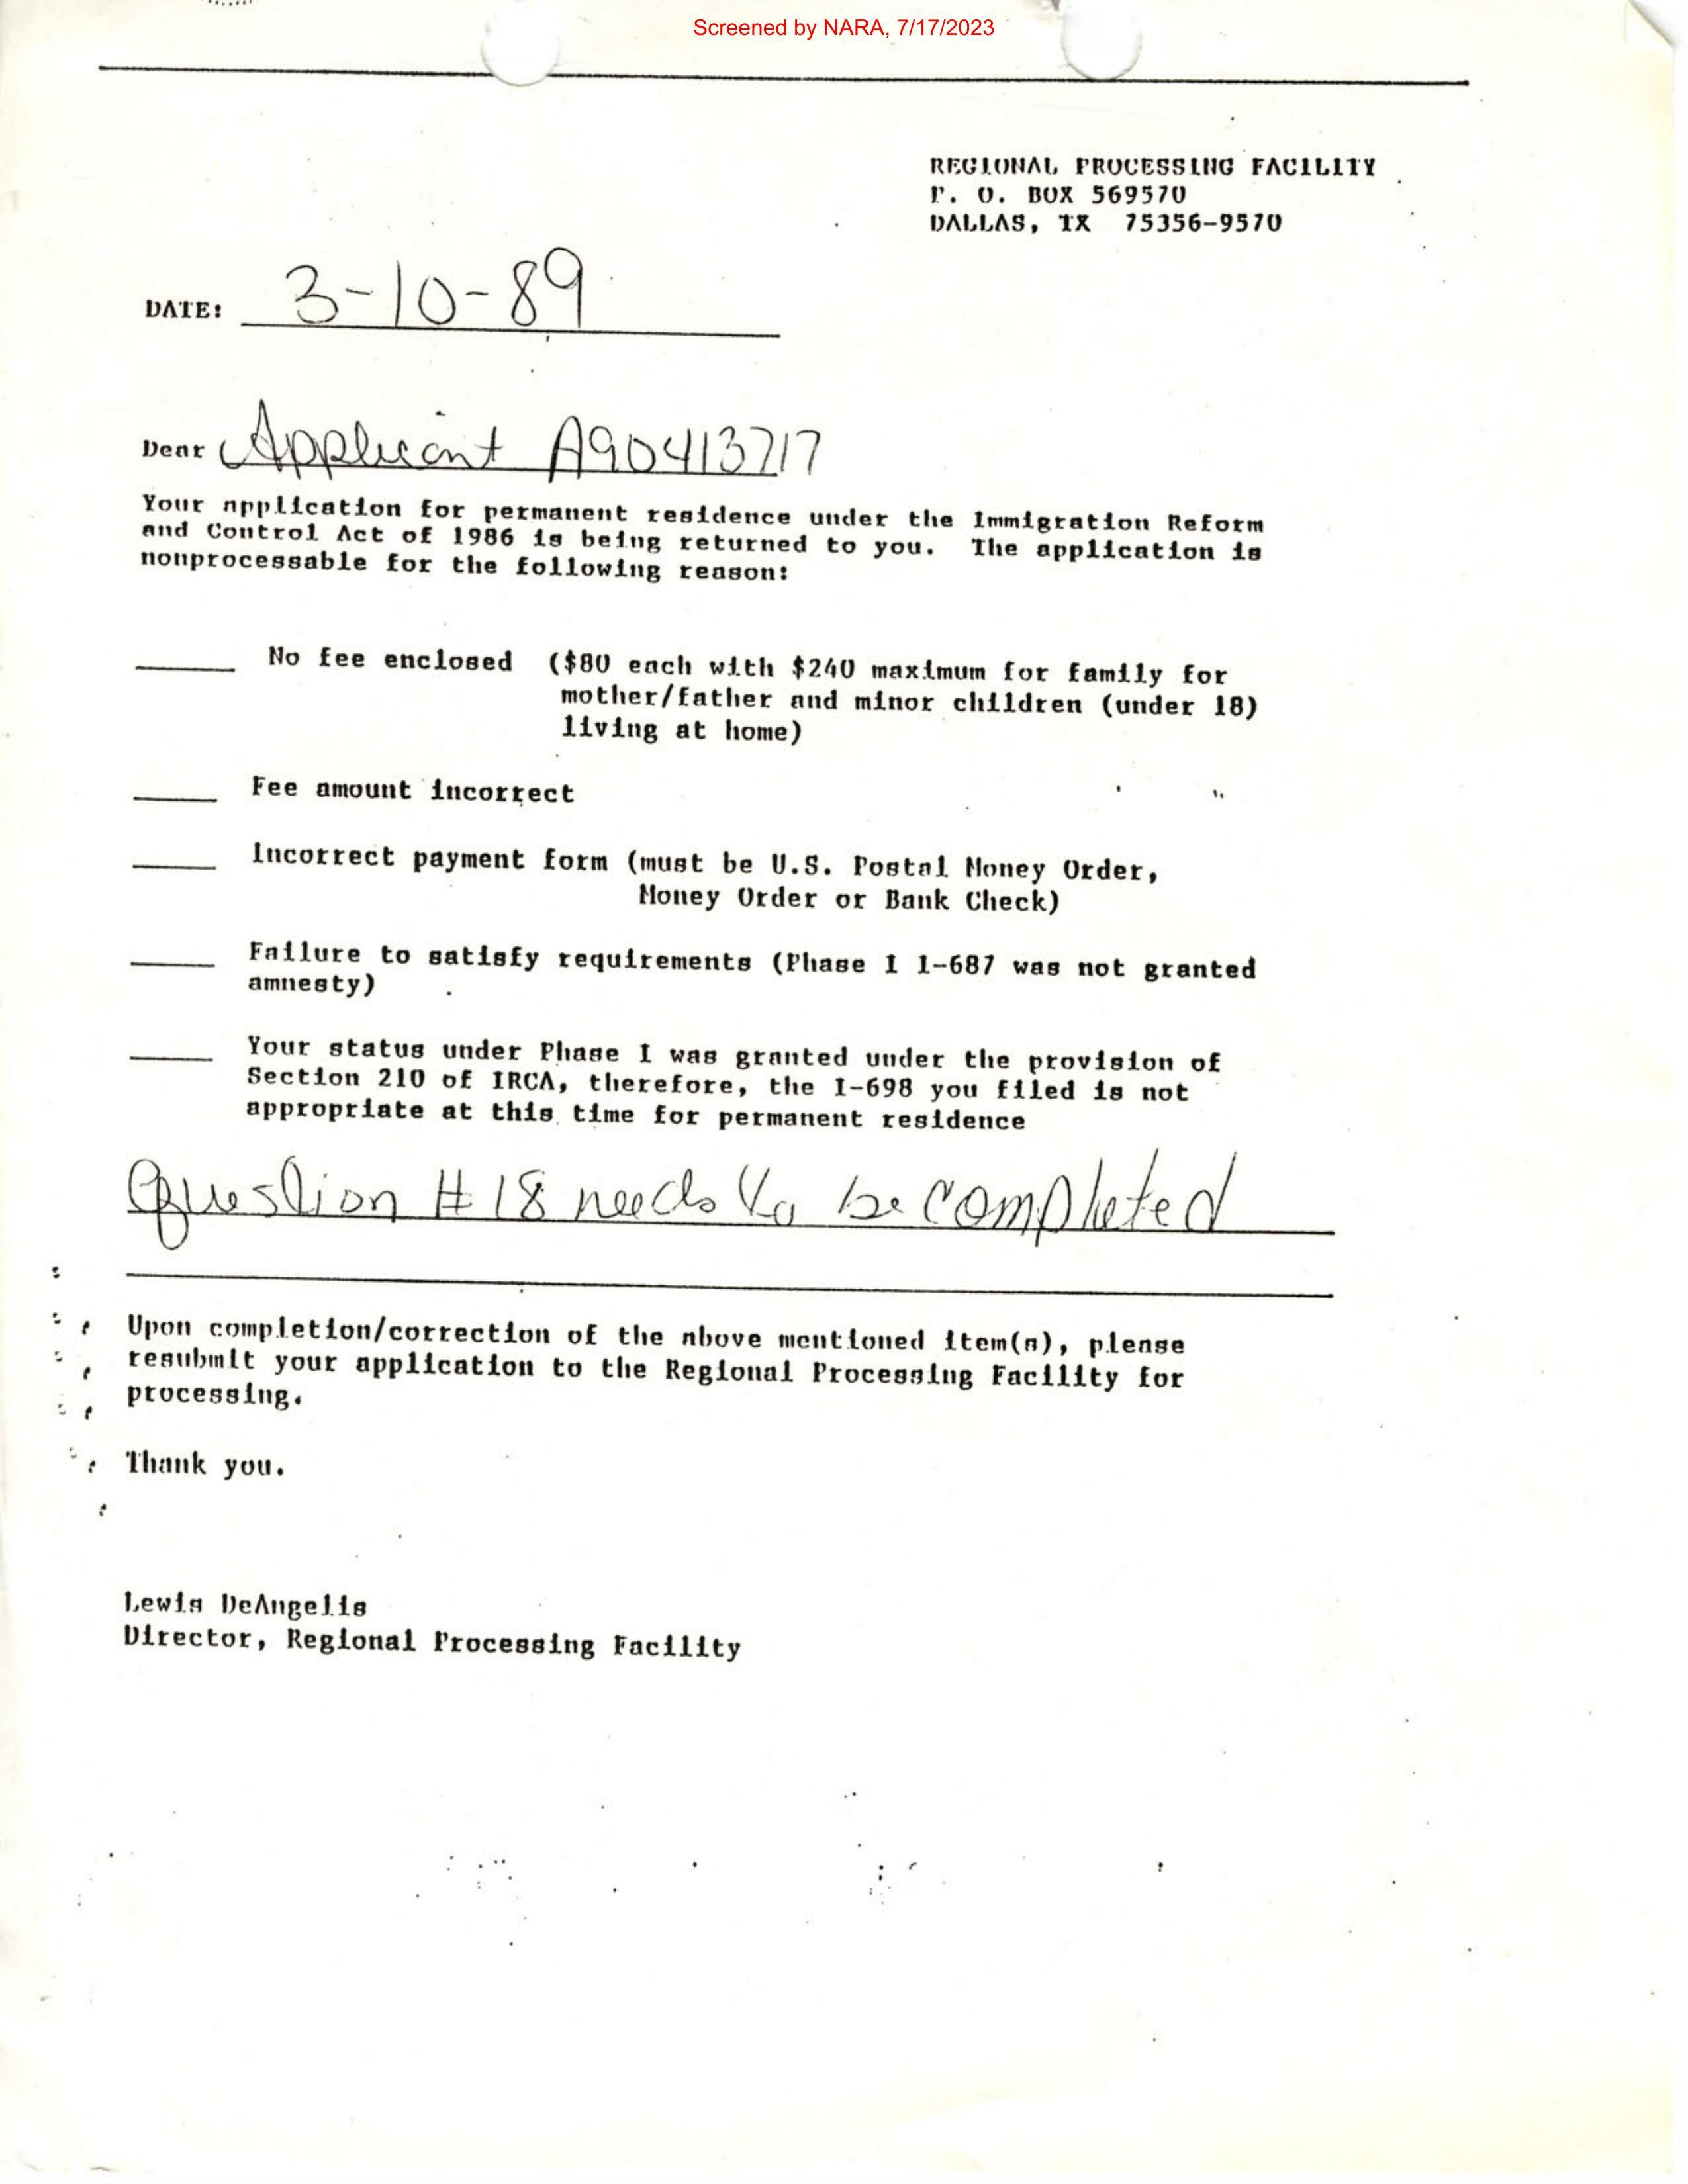 Screened by NARA, 7/17/2023
REGIONAL PROCESSING FACILITY
P. O. BOX 569570
DALLAS, TX 75356-9570
DATE: 3-10-89
Dear Applicant A90413717
Your application for permanent residence under the Immigration Reform
and Control Act of 1986 is being returned to you. The application is
nonprocessable for the following reason:
No fee enclosed ($80 each with $240 maximum for family for
mother/father and minor children (under 18)
living at home)
Fee amount incorrect
Incorrect payment form (must be U.S. Postal Money Order,
Money Order or Bank Check)
Failure to satisfy requirements (Phase I I-687 was not granted
amnesty)
Your status under Phase I was granted under the provision of
Section 210 of IRCA, therefore, the I-698 you filed is not
appropriate at this time for permanent residence
Question # 18 needs to be completed
Upon completion/correction of the above mentioned item(s), please
resubmit your application to the Regional Processing Facility for
processing.
Thank you.
Lewis DeAngelis
Director, Regional Processing Facility